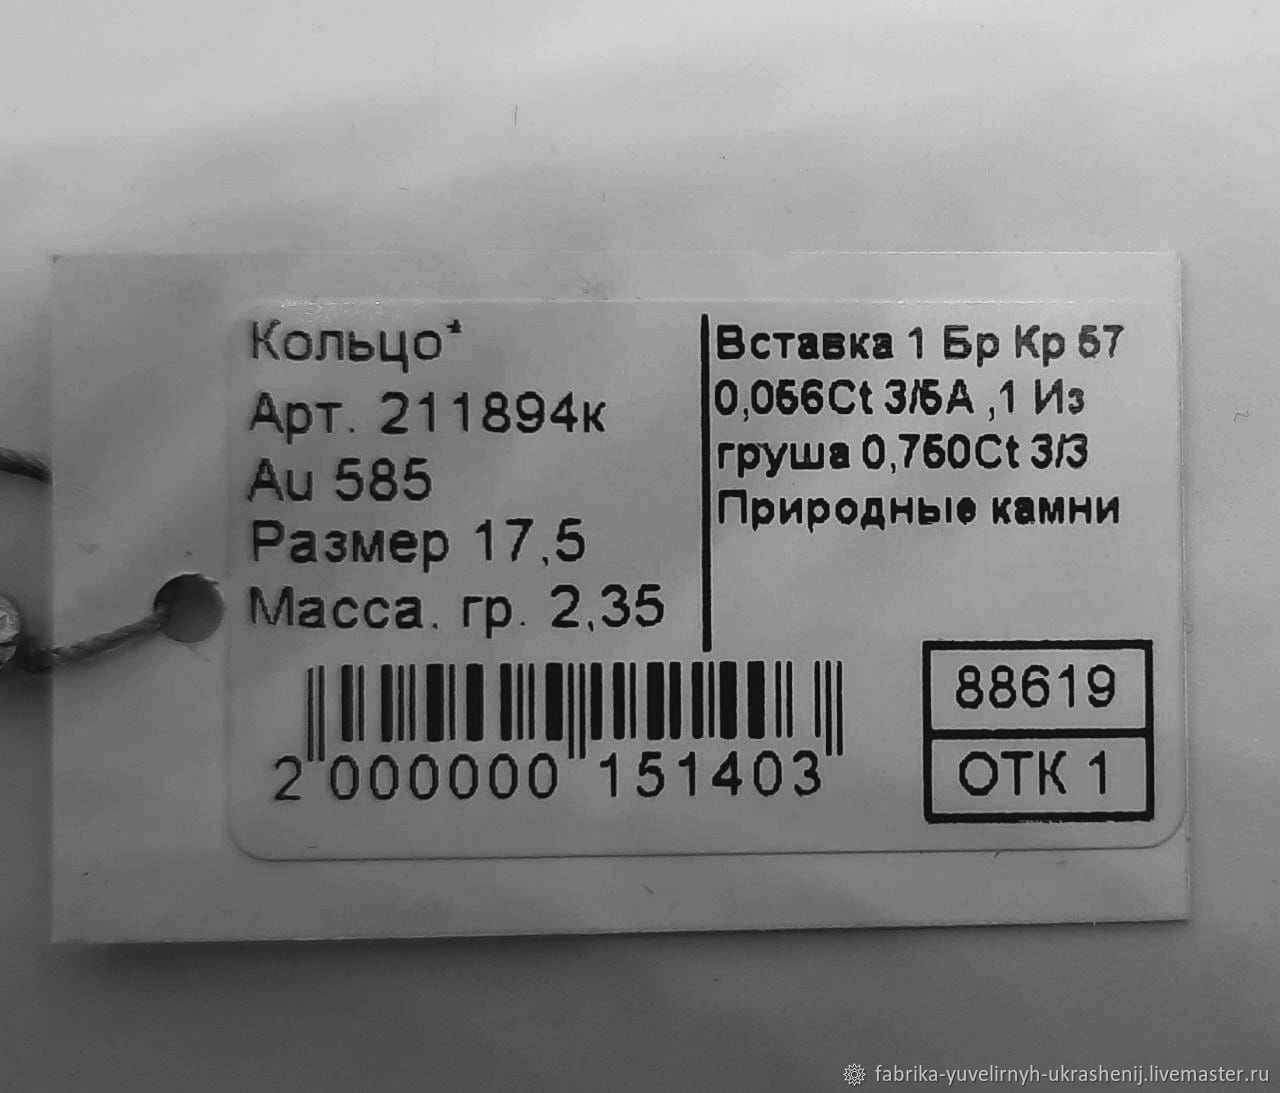 Кольцо*
Арт. 211894к
Au 585
Размер 17,5
Масса. гр. 2,35
Вставка 1 Бр Кр 57
0,056Ct 3/5А ,1 Из
груша 0,750Ct 3/3
Природные камни
2 000000 151403
88619
ОТК 1
fabrika-yuvelirnyh-ukrashenij.livemaster.ru